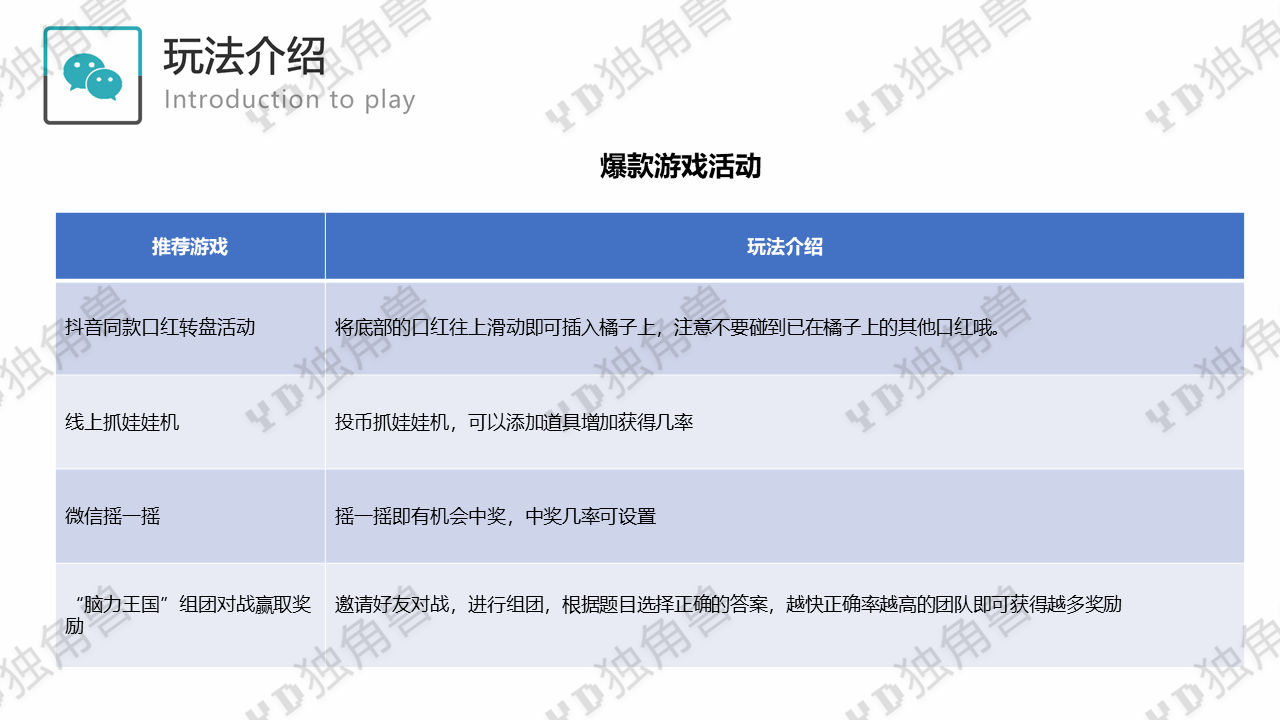 玩法介绍
Introduction to play
爆款游戏活动
推荐游戏
玩法介绍
抖音同款口红转盘活动
将底部的口红往上滑动即可插入橘子上，注意不要碰到已在橘子上的其他口红哦。
线上抓娃娃机
投币抓娃娃机，可以添加道具增加获得几率
微信摇一摇
摇一摇即有机会中奖，中奖几率可设置
“脑力王国”组团对战赢取奖
励
邀请好友对战，进行组团，根据题目选择正确的答案，越快正确率越高的团队即可获得越多奖励
YD独角兽